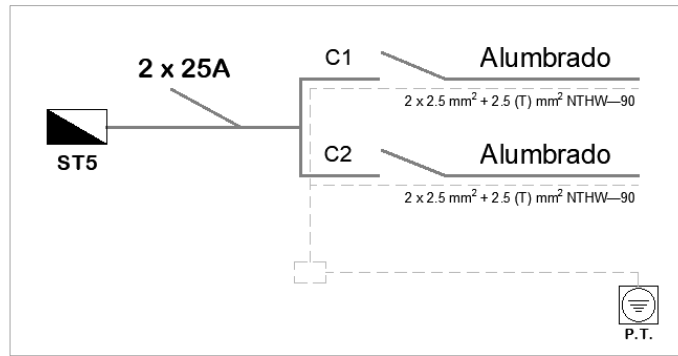 2 x 25A
ST5
C1
Alumbrado
2 x 2.5 mm² + 2.5 (T) mm² NTHW—90
C2
Alumbrado
2 x 2.5 mm² + 2.5 (T) mm² NTHW—90
P.T.